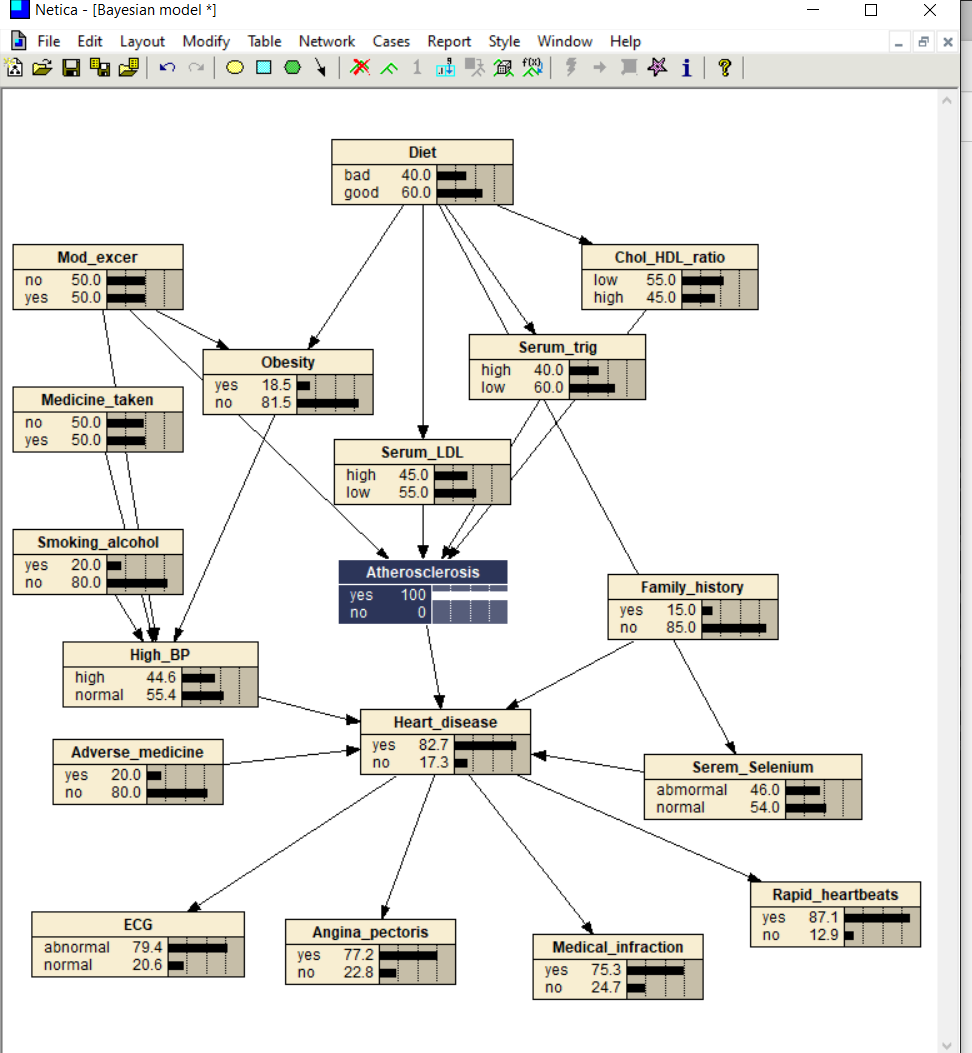 Netica - [Bayesian model *]
File Edit Layout Modify Table Network Cases Report Style Window Help
1 f(x) i ?
Diet
bad 40.0
good 60.0
Mod_excer
no 50.0
yes 50.0
Chol_HDL_ratio
low 55.0
high 45.0
Serum_trig
high 40.0
low 60.0
Obesity
yes 18.5
no 81.5
Medicine_taken
no 50.0
yes 50.0
Serum_LDL
high 45.0
low 55.0
Smoking_alcohol
yes 20.0
no 80.0
Atherosclerosis
yes 100
no 0
Family_history
yes 15.0
no 85.0
High_BP
high 44.6
normal 55.4
Heart_disease
yes 82.7
no 17.3
Adverse_medicine
yes 20.0
no 80.0
Serem_Selenium
abmormal 46.0
normal 54.0
Rapid_heartbeats
yes 87.1
no 12.9
ECG
abnormal 79.4
normal 20.6
Angina_pectoris
yes 77.2
no 22.8
Medical_infraction
yes 75.3
no 24.7